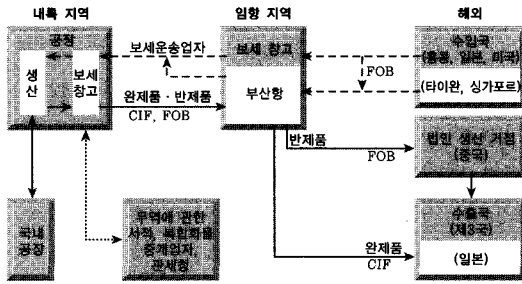 내륙 지역
임항 지역
해외
공장
생산
보세
창고
보세운송업자
완제품 · 반제품
CIF, FOB
보세 창고
부산항
FOB
수입국
(홍콩, 일본, 미국)
(타이완, 싱가포르)
반제품
FOB
법인 생산 거점
(중국)
국내
공장
무역에 관한
서적, 복합화물
중개업자,
관세청
완제품
CIF
수출국
(제3국)
(일본)